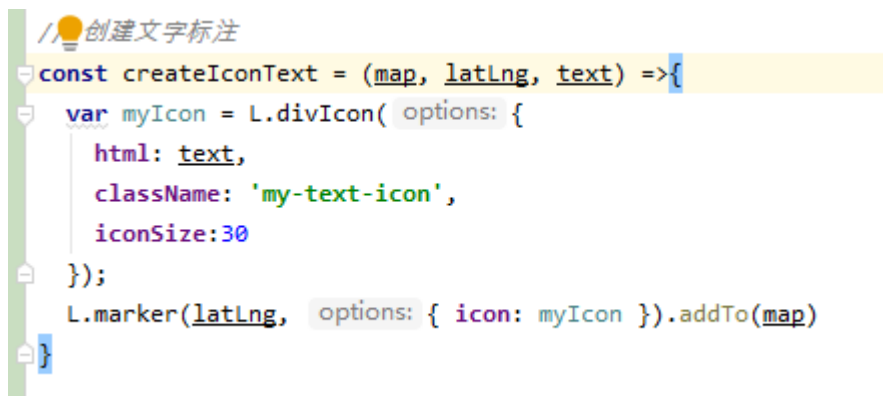 //创建文字标注
const createIconText = (map, latLng, text) =>{
var myIcon = L.divIcon( options: {
html: text,
className: 'my-text-icon',
iconSize:30
});
L.marker(latLng, options: { icon: myIcon }).addTo(map)
}